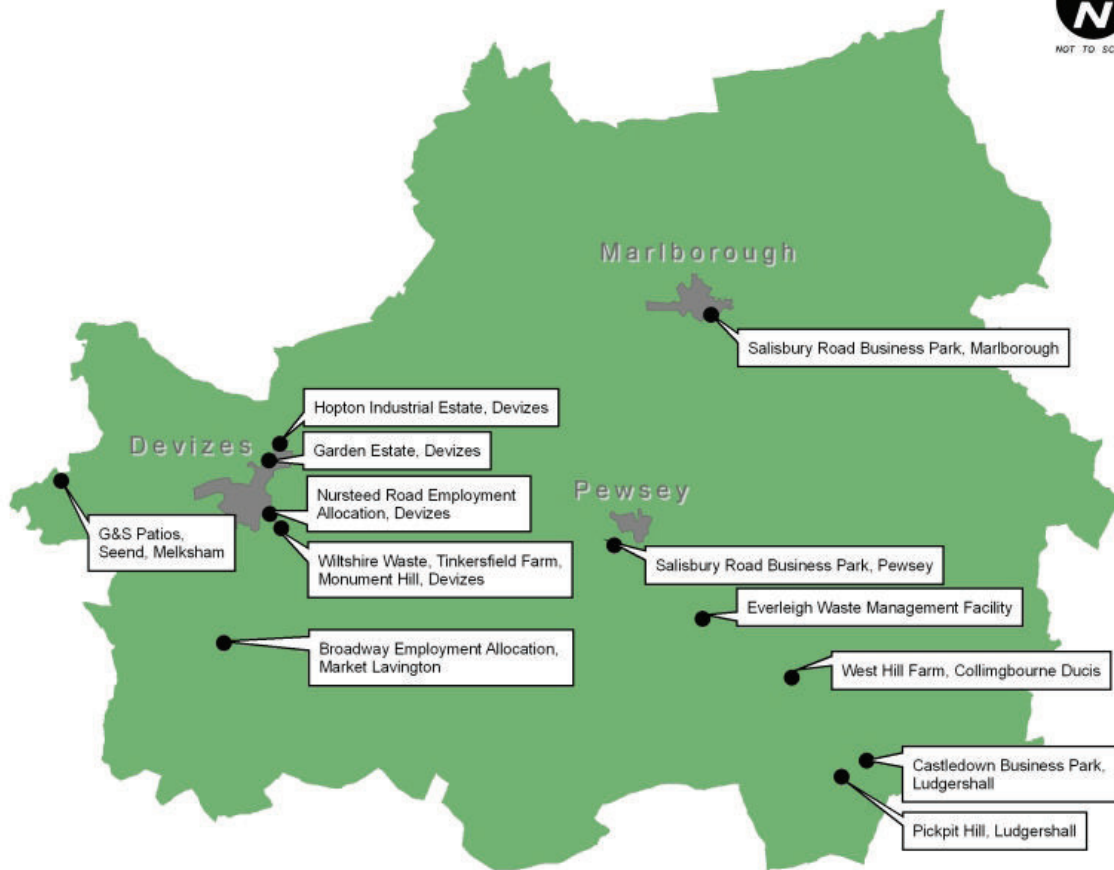 N
NOT TO SC
Marlborough
Salisbury Road Business Park, Marlborough
Hopton Industrial Estate, Devizes
Devizes
Garden Estate, Devizes
Nursteed Road Employment
Allocation, Devizes
Pewsey
G&S Patios,
Seend, Melksham
Wiltshire Waste, Tinkersfield Farm,
Monument Hill, Devizes
Salisbury Road Business Park, Pewsey
Everleigh Waste Management Facility
Broadway Employment Allocation,
Market Lavington
West Hill Farm, Collimgbourne Ducis
Castledown Business Park,
Ludgershall
Pickpit Hill, Ludgershall